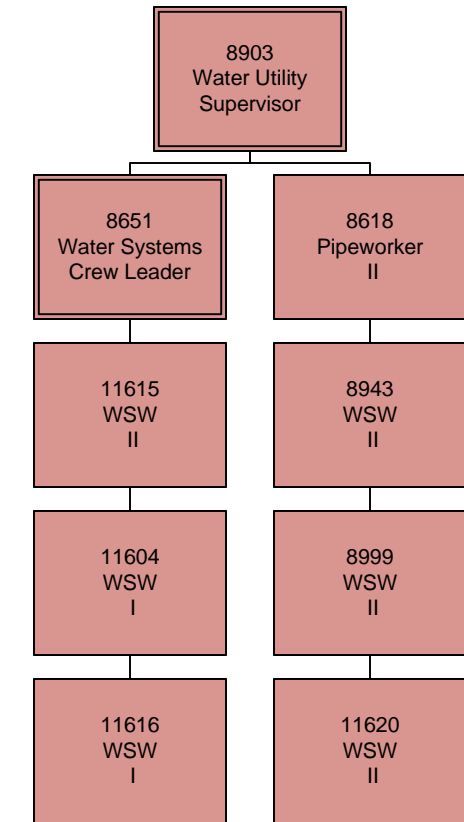 8903
Water Utility
Supervisor
8651
Water Systems
Crew Leader
8618
Pipeworker
II
11615
WSW
II
8943
WSW
II
11604
WSW
I
8999
WSW
II
11616
WSW
I
11620
WSW
II